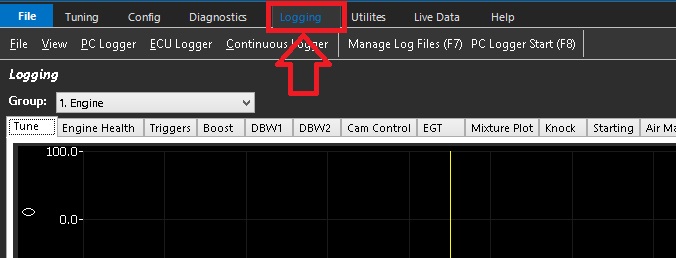 File Tuning Config Diagnostics Logging Utilites Live Data Help
File View PC Logger ECU Logger Continuous Logger Manage Log Files (F7) PC Logger Start (F8)
Logging
Group: 1. Engine
Tune Engine Health Triggers Boost DBW1 DBW2 Cam Control EGT Mixture Plot Knock Starting Air Ma
100.0
0.0